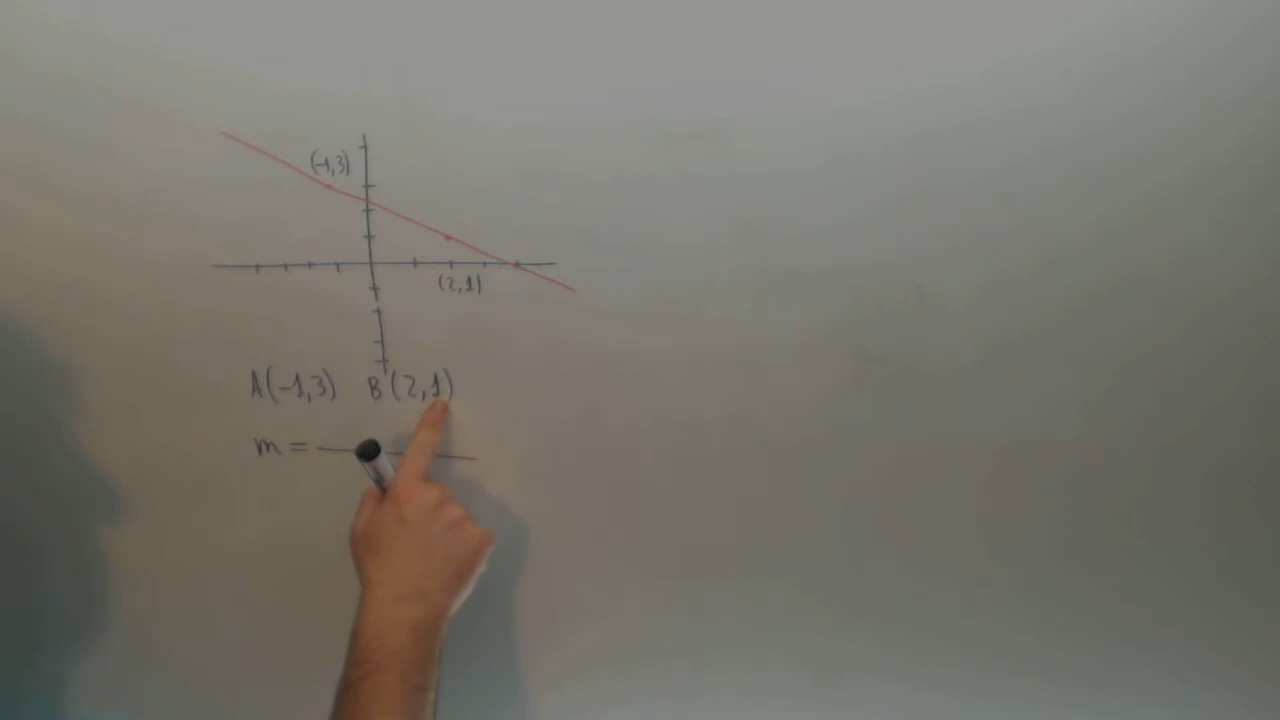 (-1,3)
(2,1)
A(-1,3) B(2,1)
m =